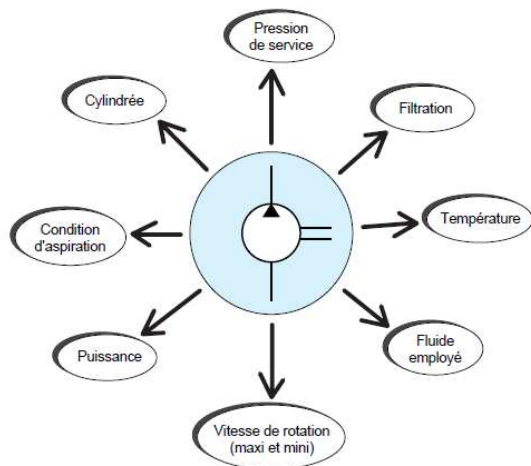 Pression
de service
Cylindrée
Filtration
Condition
d'aspiration
Température
Puissance
Fluide
employé
Vitesse de rotation
(maxi et mini)